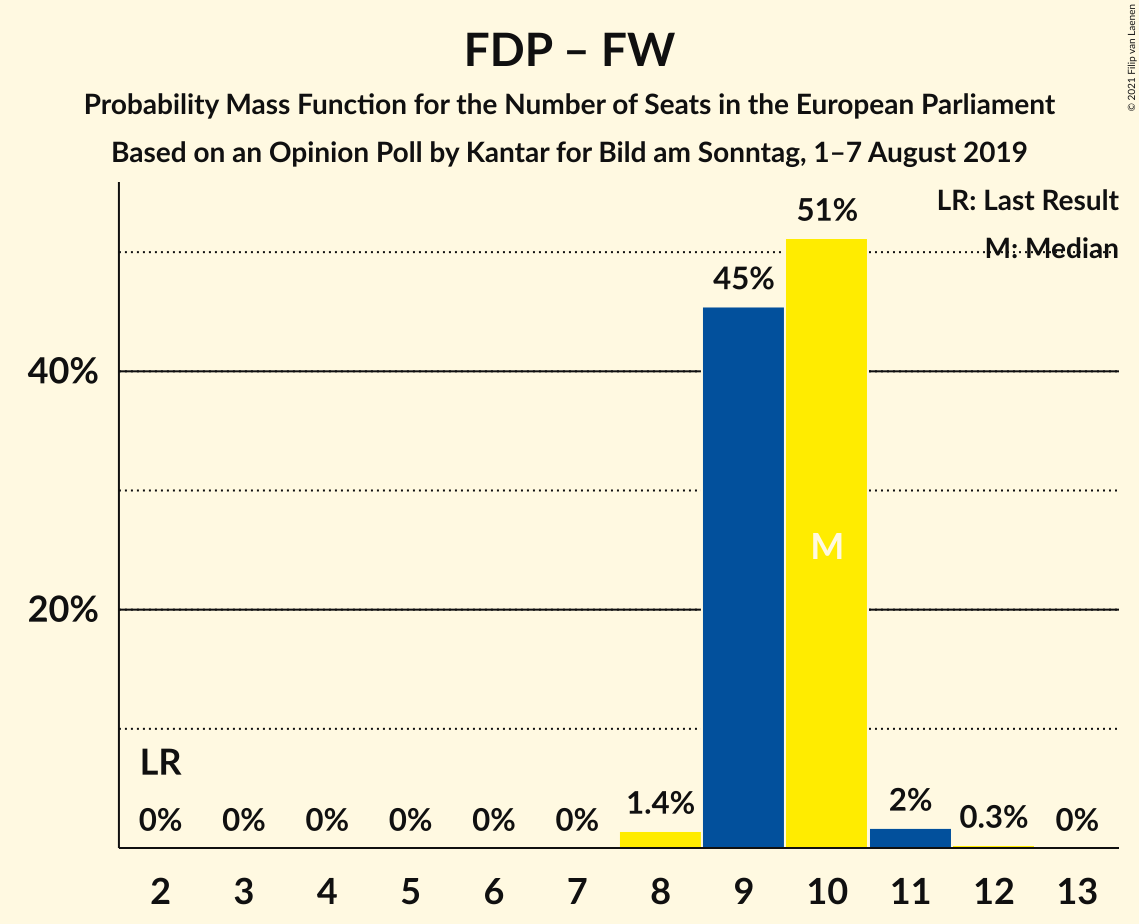 FDP – FW
Probability Mass Function for the Number of Seats in the European Parliament
Based on an Opinion Poll by Kantar for Bild am Sonntag, 1–7 August 2019
© 2021 Filip van Laenen
LR: Last Result
M: Median
51%
45%
40%
M
20%
LR
0% 0% 0% 0% 0% 0% 1.4% 2% 0.3% 0%
2 3 4 5 6 7 8 9 10 11 12 13